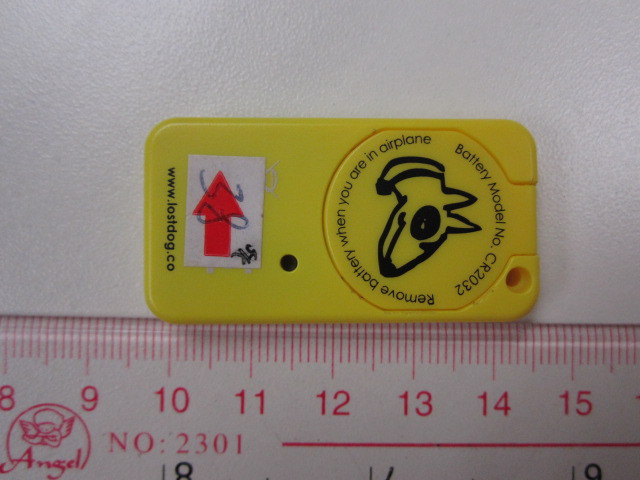 www.lostdog.co
Remove battery when you are in airplane
Battery Model No. CR2032
8 9 10 11 12 13 14 15
Angel
NO: 2301
8